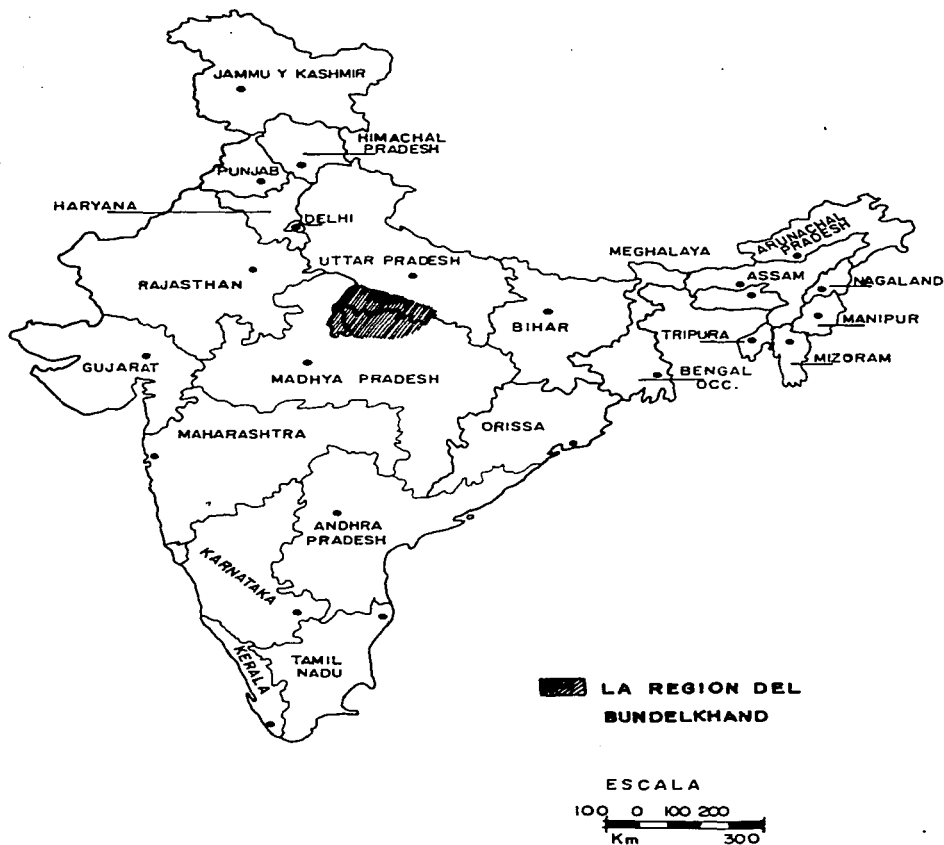 JAMMU Y KASHMIR
HIMACHAL
PRADESH
PUNJAB
HARYANA
DELHI
UTTAR PRADESH
RAJASTHAN
MEGHALAYA
ARUNACHAL
PRADESH
ASSAM
NAGALAND
BIHAR
MANIPUR
TRIPURA
MIZORAM
GUJARAT
MADHYA PRADESH
BENGAL
OCC.
MAHARASHTRA
ORISSA
ANDHRA
PRADESH
KARNATAKA
KERALA
TAMIL
NADU
LA REGION DEL
BUNDELKHAND
ESCALA
100 0 100 200
Km 300